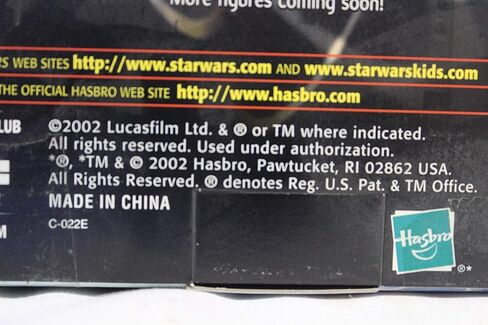 More figures coming soon!
RS WEB SITES http://www.starwars.com AND www.starwarskids.com
THE OFFICIAL HASBRO WEB SITE http://www.hasbro.com
LUB
©2002 Lucasfilm Ltd. & ® or TM where indicated.
All rights reserved. Used under authorization.
*®, *TM & © 2002 Hasbro, Pawtucket, RI 02862 USA.
All Rights Reserved. ® denotes Reg. U.S. Pat. & TM Office.
MADE IN CHINA
C-022E
M
Hasbro
®*